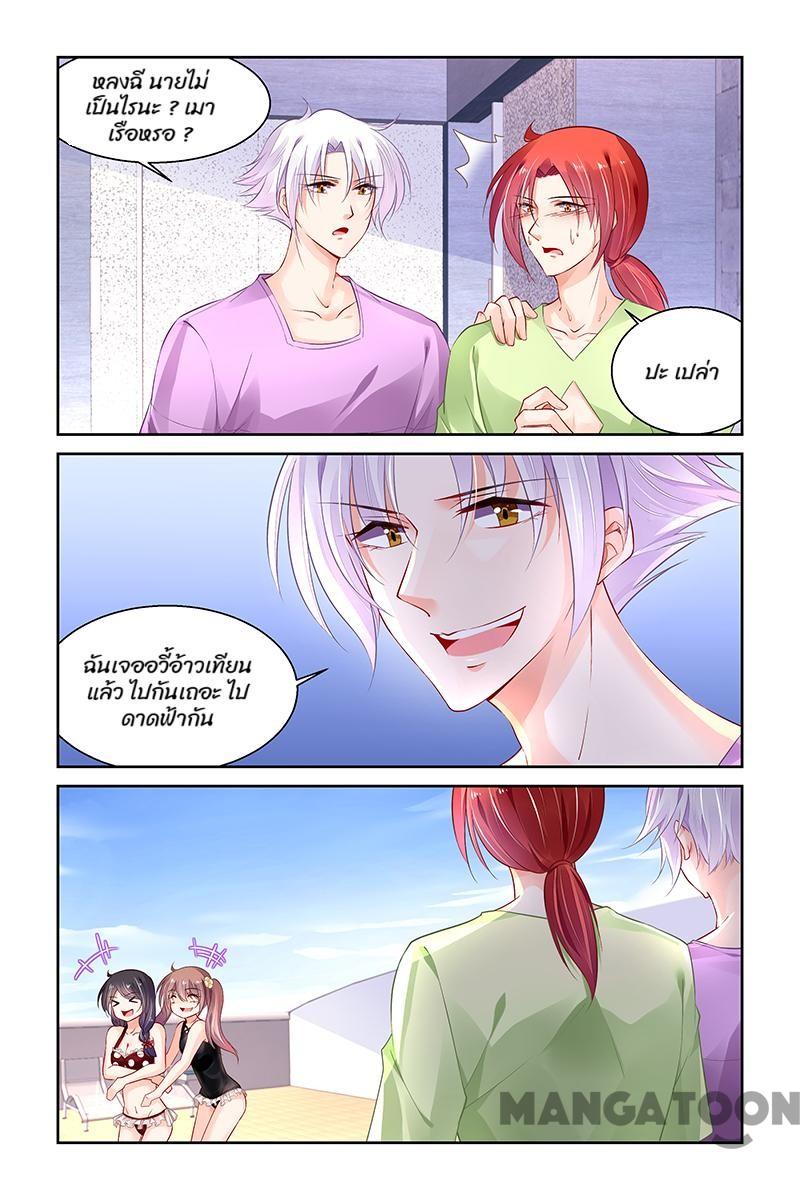 หลงฉี นายไม่
เป็นไรนะ ? เมา
เรือหรอ ?
ปะ เปล่า
ฉันเจออวี้อ้าวเทียน
แล้ว ไปกันเถอะ ไป
ดาดฟ้ากัน
MANGATOON